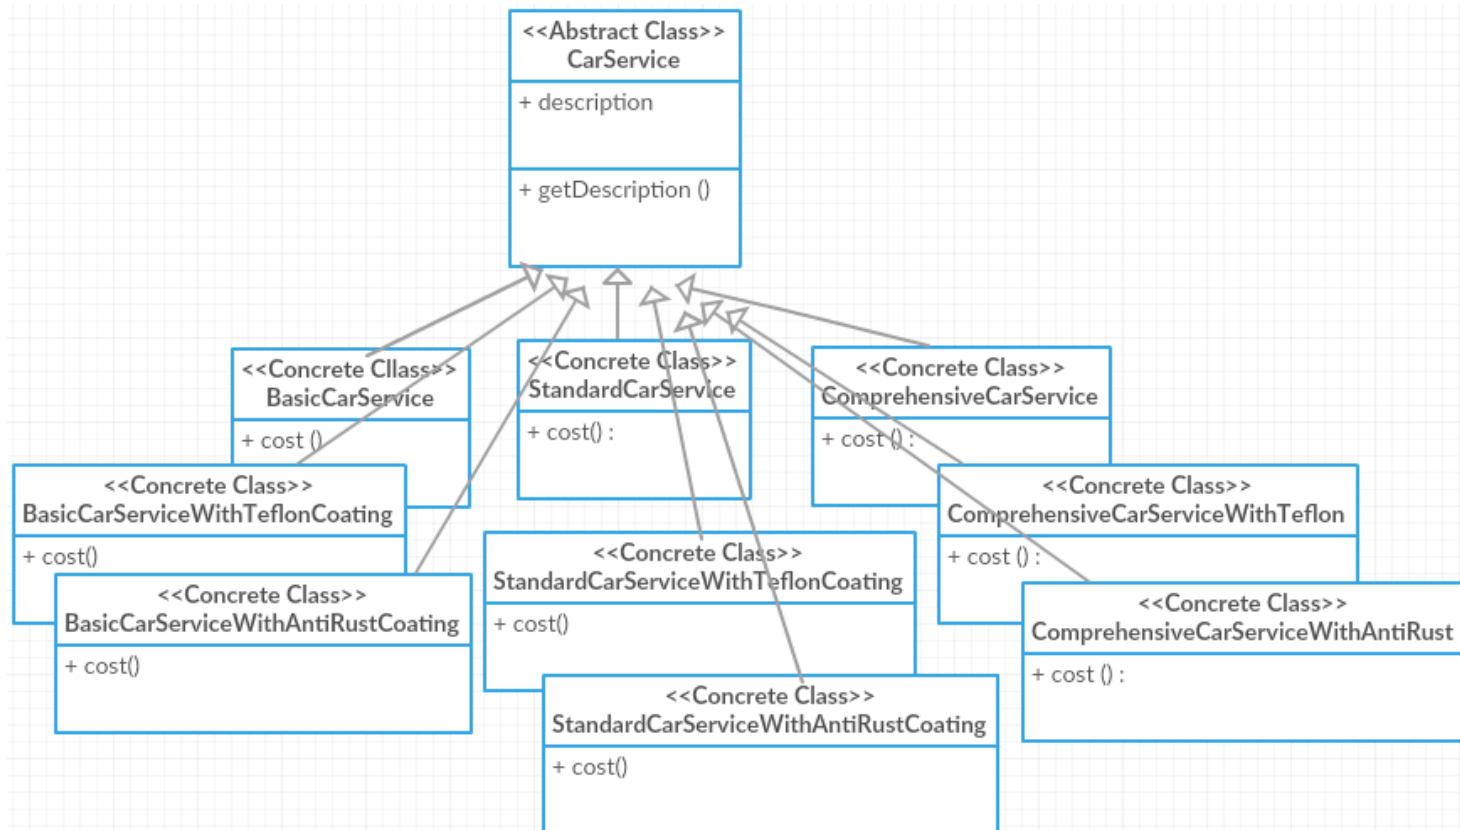 <<Abstract Class>>
CarService
+ description
+ getDescription ()
<<Concrete Cllass>>
BasicCarService
+ cost ()
<<Concrete Class>>
StandardCarService
+ cost() :
<<Concrete Class>>
ComprehensiveCarService
+ cost () :
<<Concrete Class>>
BasicCarServiceWithTeflonCoating
+ cost()
<<Concrete Class>>
ComprehensiveCarServiceWithTeflon
+ cost () :
<<Concrete Class>>
StandardCarServiceWithTeflonCoating
+ cost()
<<Concrete Class>>
BasicCarServiceWithAntiRustCoating
+ cost()
<<Concrete Class>>
ComprehensiveCarServiceWithAntiRust
+ cost () :
<<Concrete Class>>
StandardCarServiceWithAntiRustCoating
+ cost()